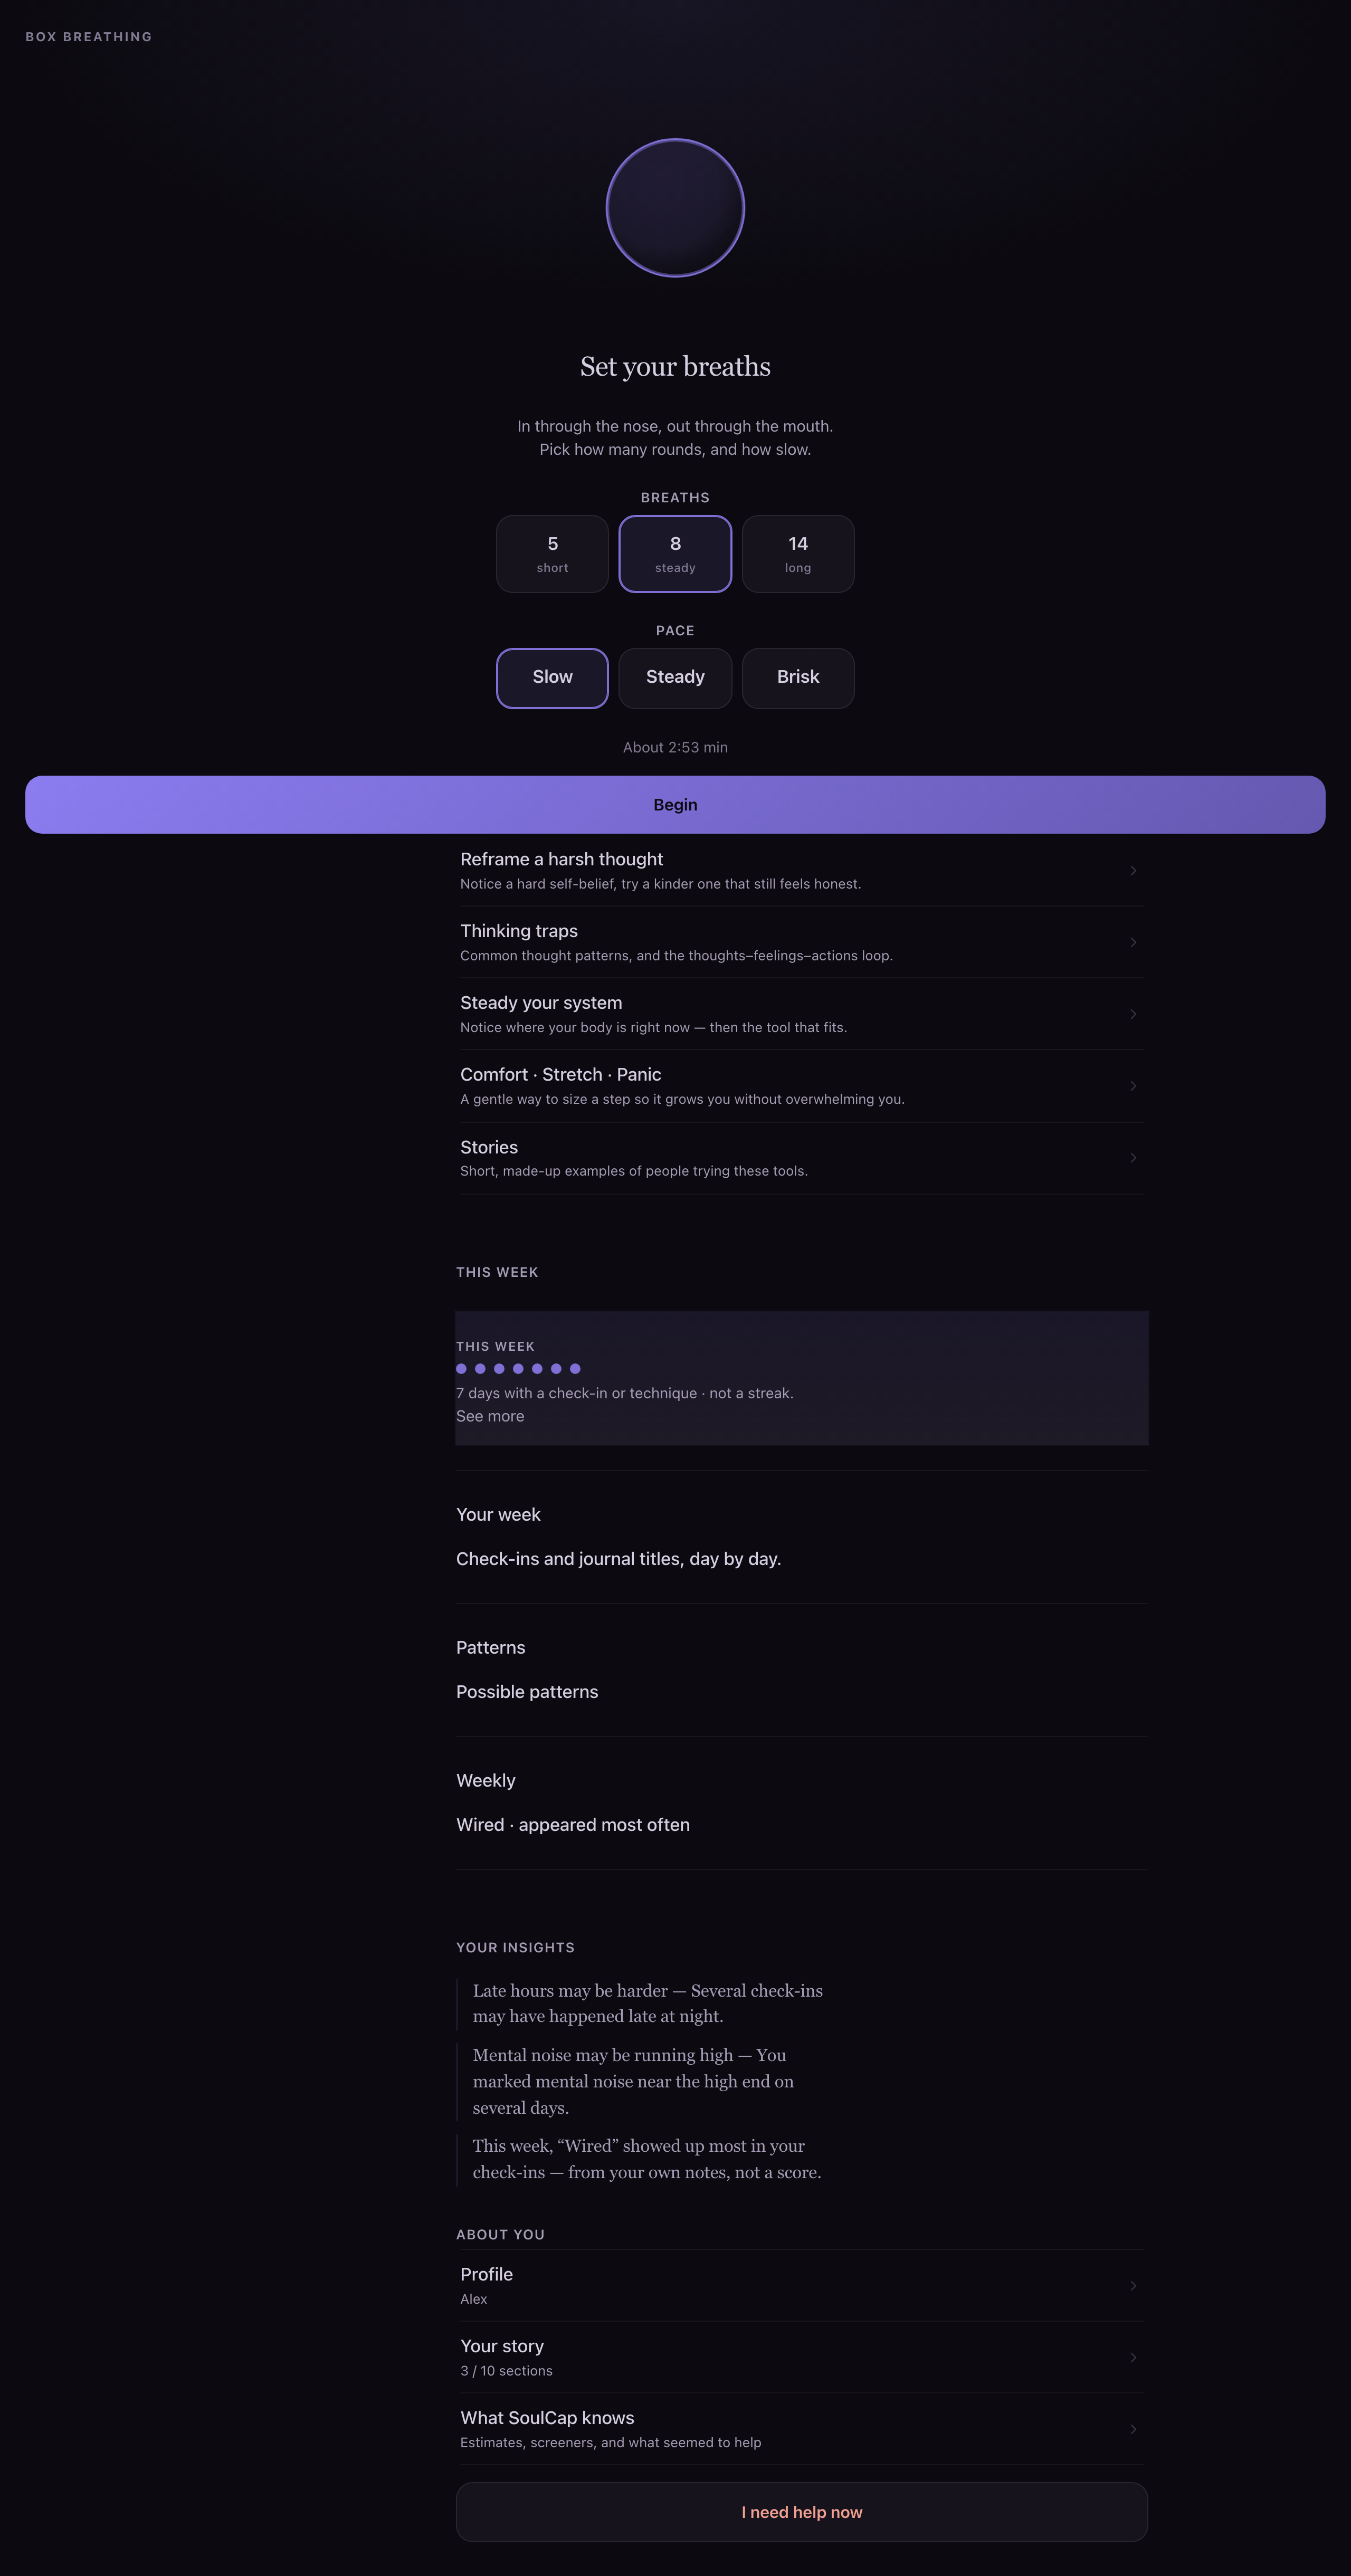 BOX BREATHING
Set your breaths
In through the nose, out through the mouth.
Pick how many rounds, and how slow.
BREATHS
5
short
8
steady
14
long
PACE
Slow
Steady
Brisk
About 2:53 min
Begin
Reframe a harsh thought
Notice a hard self-belief, try a kinder one that still feels honest.
Thinking traps
Common thought patterns, and the thoughts–feelings–actions loop.
Steady your system
Notice where your body is right now — then the tool that fits.
Comfort · Stretch · Panic
A gentle way to size a step so it grows you without overwhelming you.
Stories
Short, made-up examples of people trying these tools.
THIS WEEK
THIS WEEK
7 days with a check-in or technique · not a streak.
See more
Your week
Check-ins and journal titles, day by day.
Patterns
Possible patterns
Weekly
Wired · appeared most often
YOUR INSIGHTS
Late hours may be harder — Several check-ins
may have happened late at night.
Mental noise may be running high — You
marked mental noise near the high end on
several days.
This week, “Wired” showed up most in your
check-ins — from your own notes, not a score.
ABOUT YOU
Profile
Alex
Your story
3 / 10 sections
What SoulCap knows
Estimates, screeners, and what seemed to help
I need help now